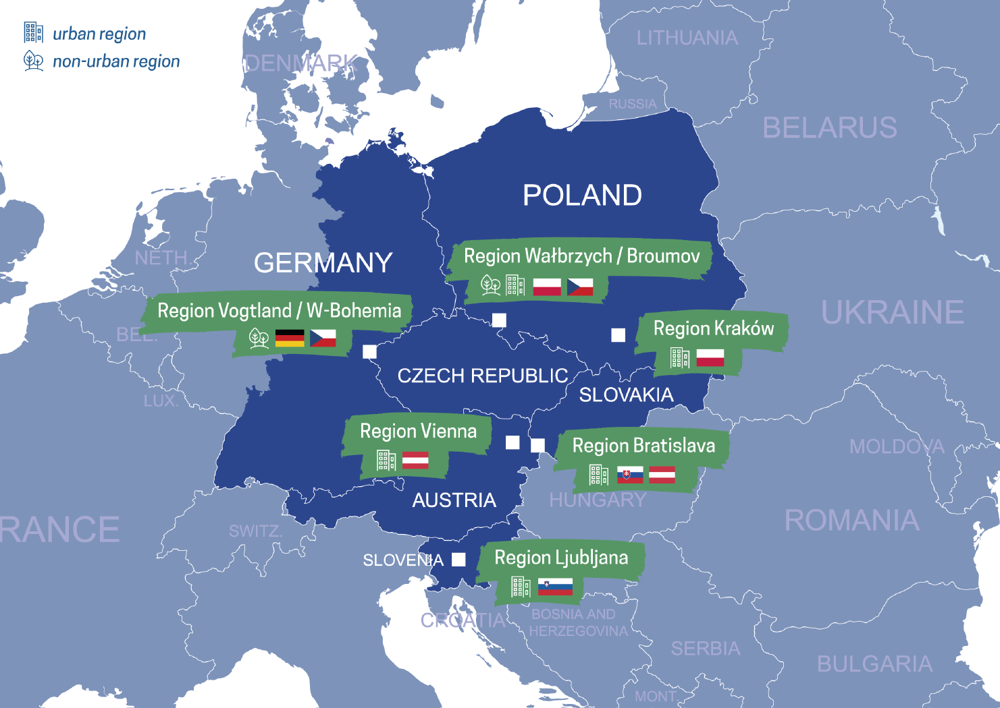 urban region
non-urban region
DENMARK
LITHUANIA
RUSSIA
BELARUS
POLAND
NETH.
GERMANY
Region Wałbrzych / Broumov
Region Vogtland / W-Bohemia
BEL.
UKRAINE
Region Kraków
CZECH REPUBLIC
SLOVAKIA
LUX.
Region Vienna
Region Bratislava
MOLDOVA
AUSTRIA
HUNGARY
ROMANIA
RANCE
SWITZ.
SLOVENIA
Region Ljubljana
CROATIA
BOSNIA AND
HERZEGOVINA
SERBIA
BULGARIA
MONT.